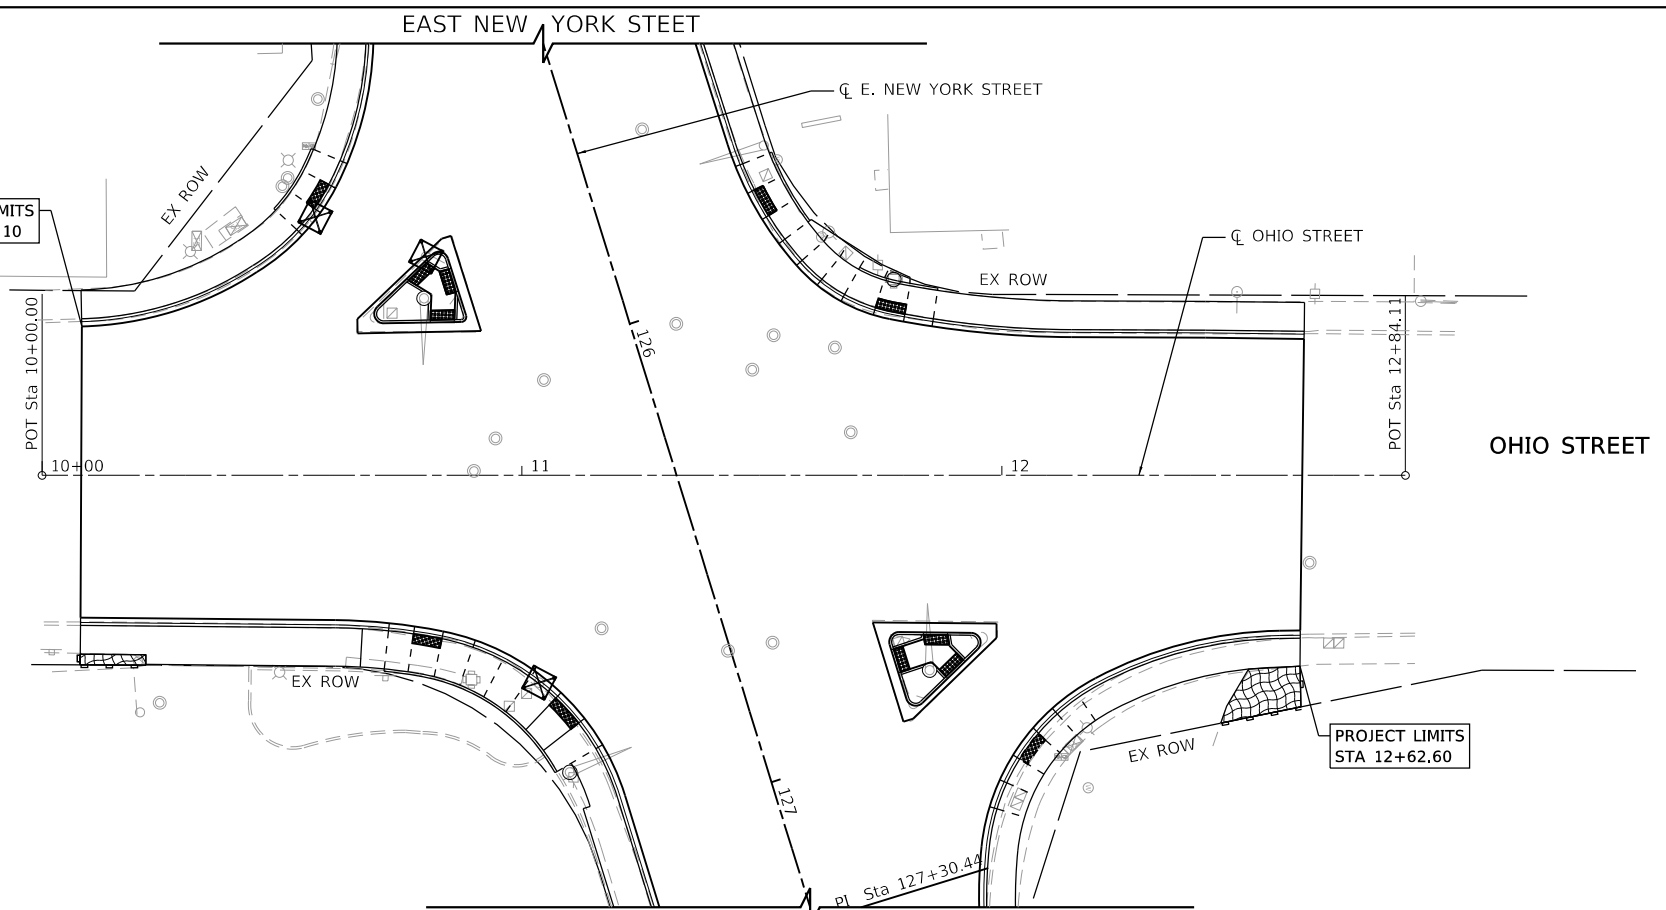 EAST NEW YORK STEET
℄ E. NEW YORK STREET
EX ROW
MITS
10
℄ OHIO STREET
EX ROW
POT Sta 10+00.00
126
POT Sta 12+84.11
OHIO STREET
10+00
11
12
EX ROW
EX ROW
PROJECT LIMITS
STA 12+62.60
127
PI Sta 127+30.44